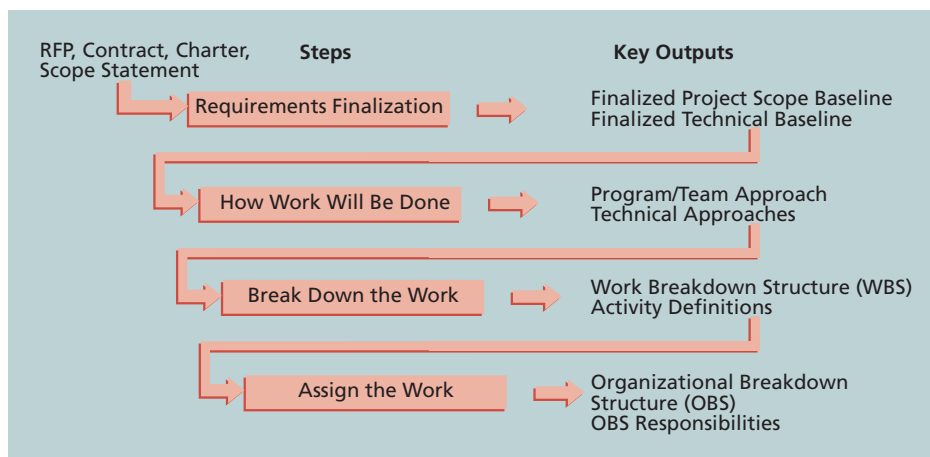 RFP, Contract, Charter,
Scope Statement
Steps
Key Outputs
Requirements Finalization
Finalized Project Scope Baseline
Finalized Technical Baseline
How Work Will Be Done
Program/Team Approach
Technical Approaches
Break Down the Work
Work Breakdown Structure (WBS)
Activity Definitions
Assign the Work
Organizational Breakdown
Structure (OBS)
OBS Responsibilities